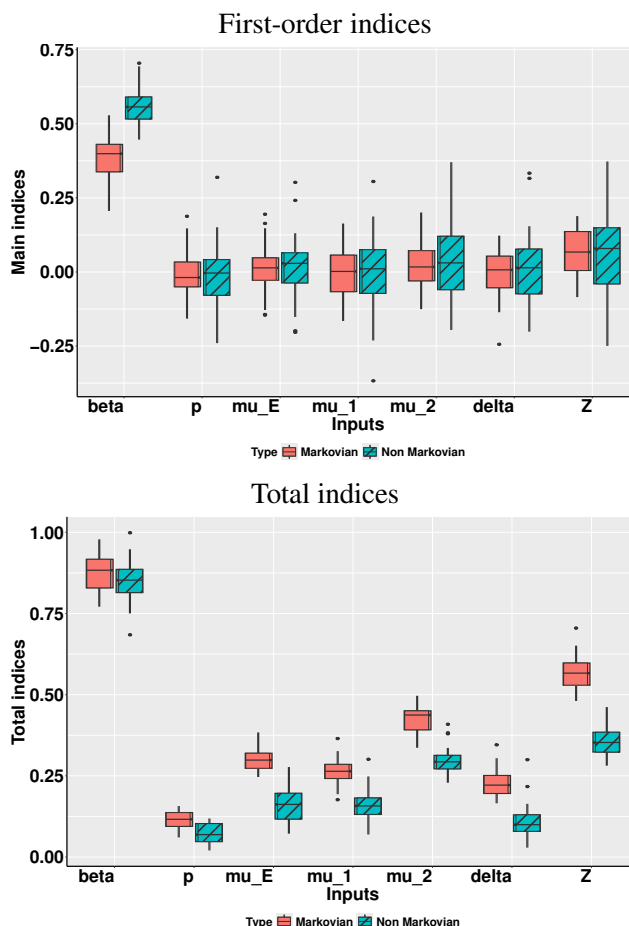 First-order indices
Main indices
0.75
0.50
0.25
0.00
−0.25
beta p mu_E mu_1 mu_2 delta Z
Inputs
Type Markovian Non Markovian
Total indices
Total indices
1.00
0.75
0.50
0.25
0.00
beta p mu_E mu_1 mu_2 delta Z
Inputs
Type Markovian Non Markovian